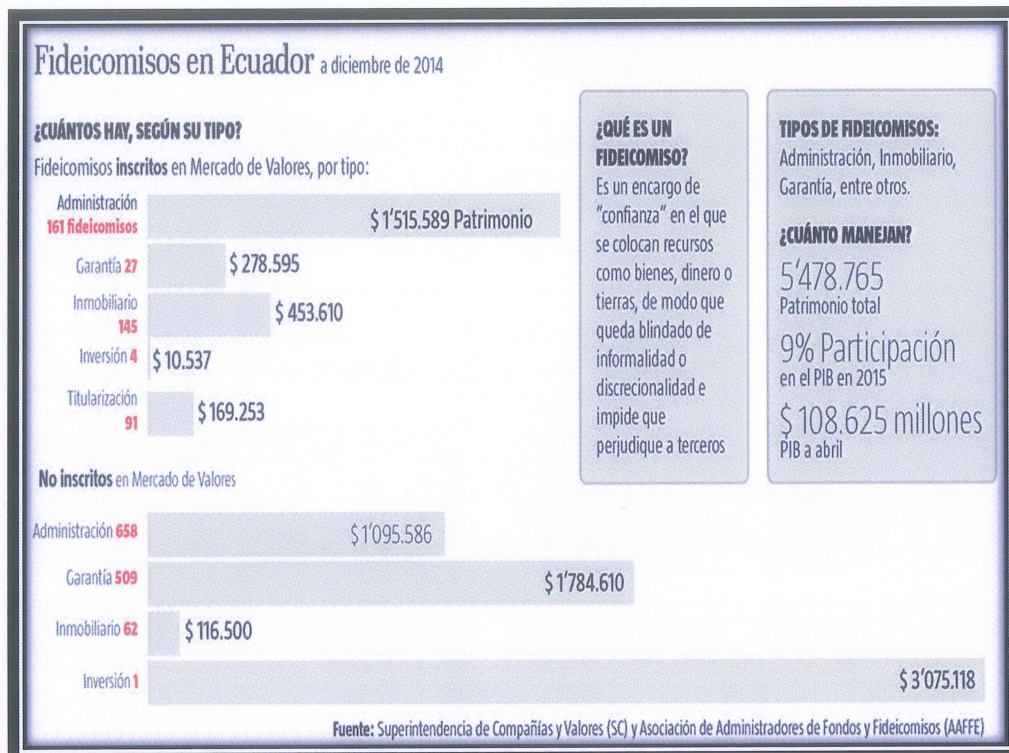 Fideicomisos en Ecuador a diciembre de 2014
¿CUÁNTOS HAY, SEGÚN SU TIPO?
Fideicomisos inscritos en Mercado de Valores, por tipo:
Administración
161 fideicomisos
$ 1'515.589 Patrimonio
Garantía 27
$ 278.595
Inmobiliario
145
$ 453.610
Inversión 4
$ 10.537
Titularización
91
$ 169.253
No inscritos en Mercado de Valores
Administración 658
$ 1'095.586
Garantía 509
$ 1'784.610
Inmobiliario 62
$ 116.500
Inversión 1
$ 3'075.118
¿QUÉ ES UN
FIDEICOMISO?
Es un encargo de
"confianza" en el que
se colocan recursos
como bienes, dinero o
tierras, de modo que
queda blindado de
informalidad o
discrecionalidad e
impide que
perjudique a terceros
TIPOS DE FIDEICOMISOS:
Administración, Inmobiliario,
Garantía, entre otros.
¿CUÁNTO MANEJAN?
5'478.765
Patrimonio total
9% Participación
en el PIB en 2015
$ 108.625 millones
PIB a abril
Fuente: Superintendencia de Compañías y Valores (SC) y Asociación de Administradores de Fondos y Fideicomisos (AAFFE)